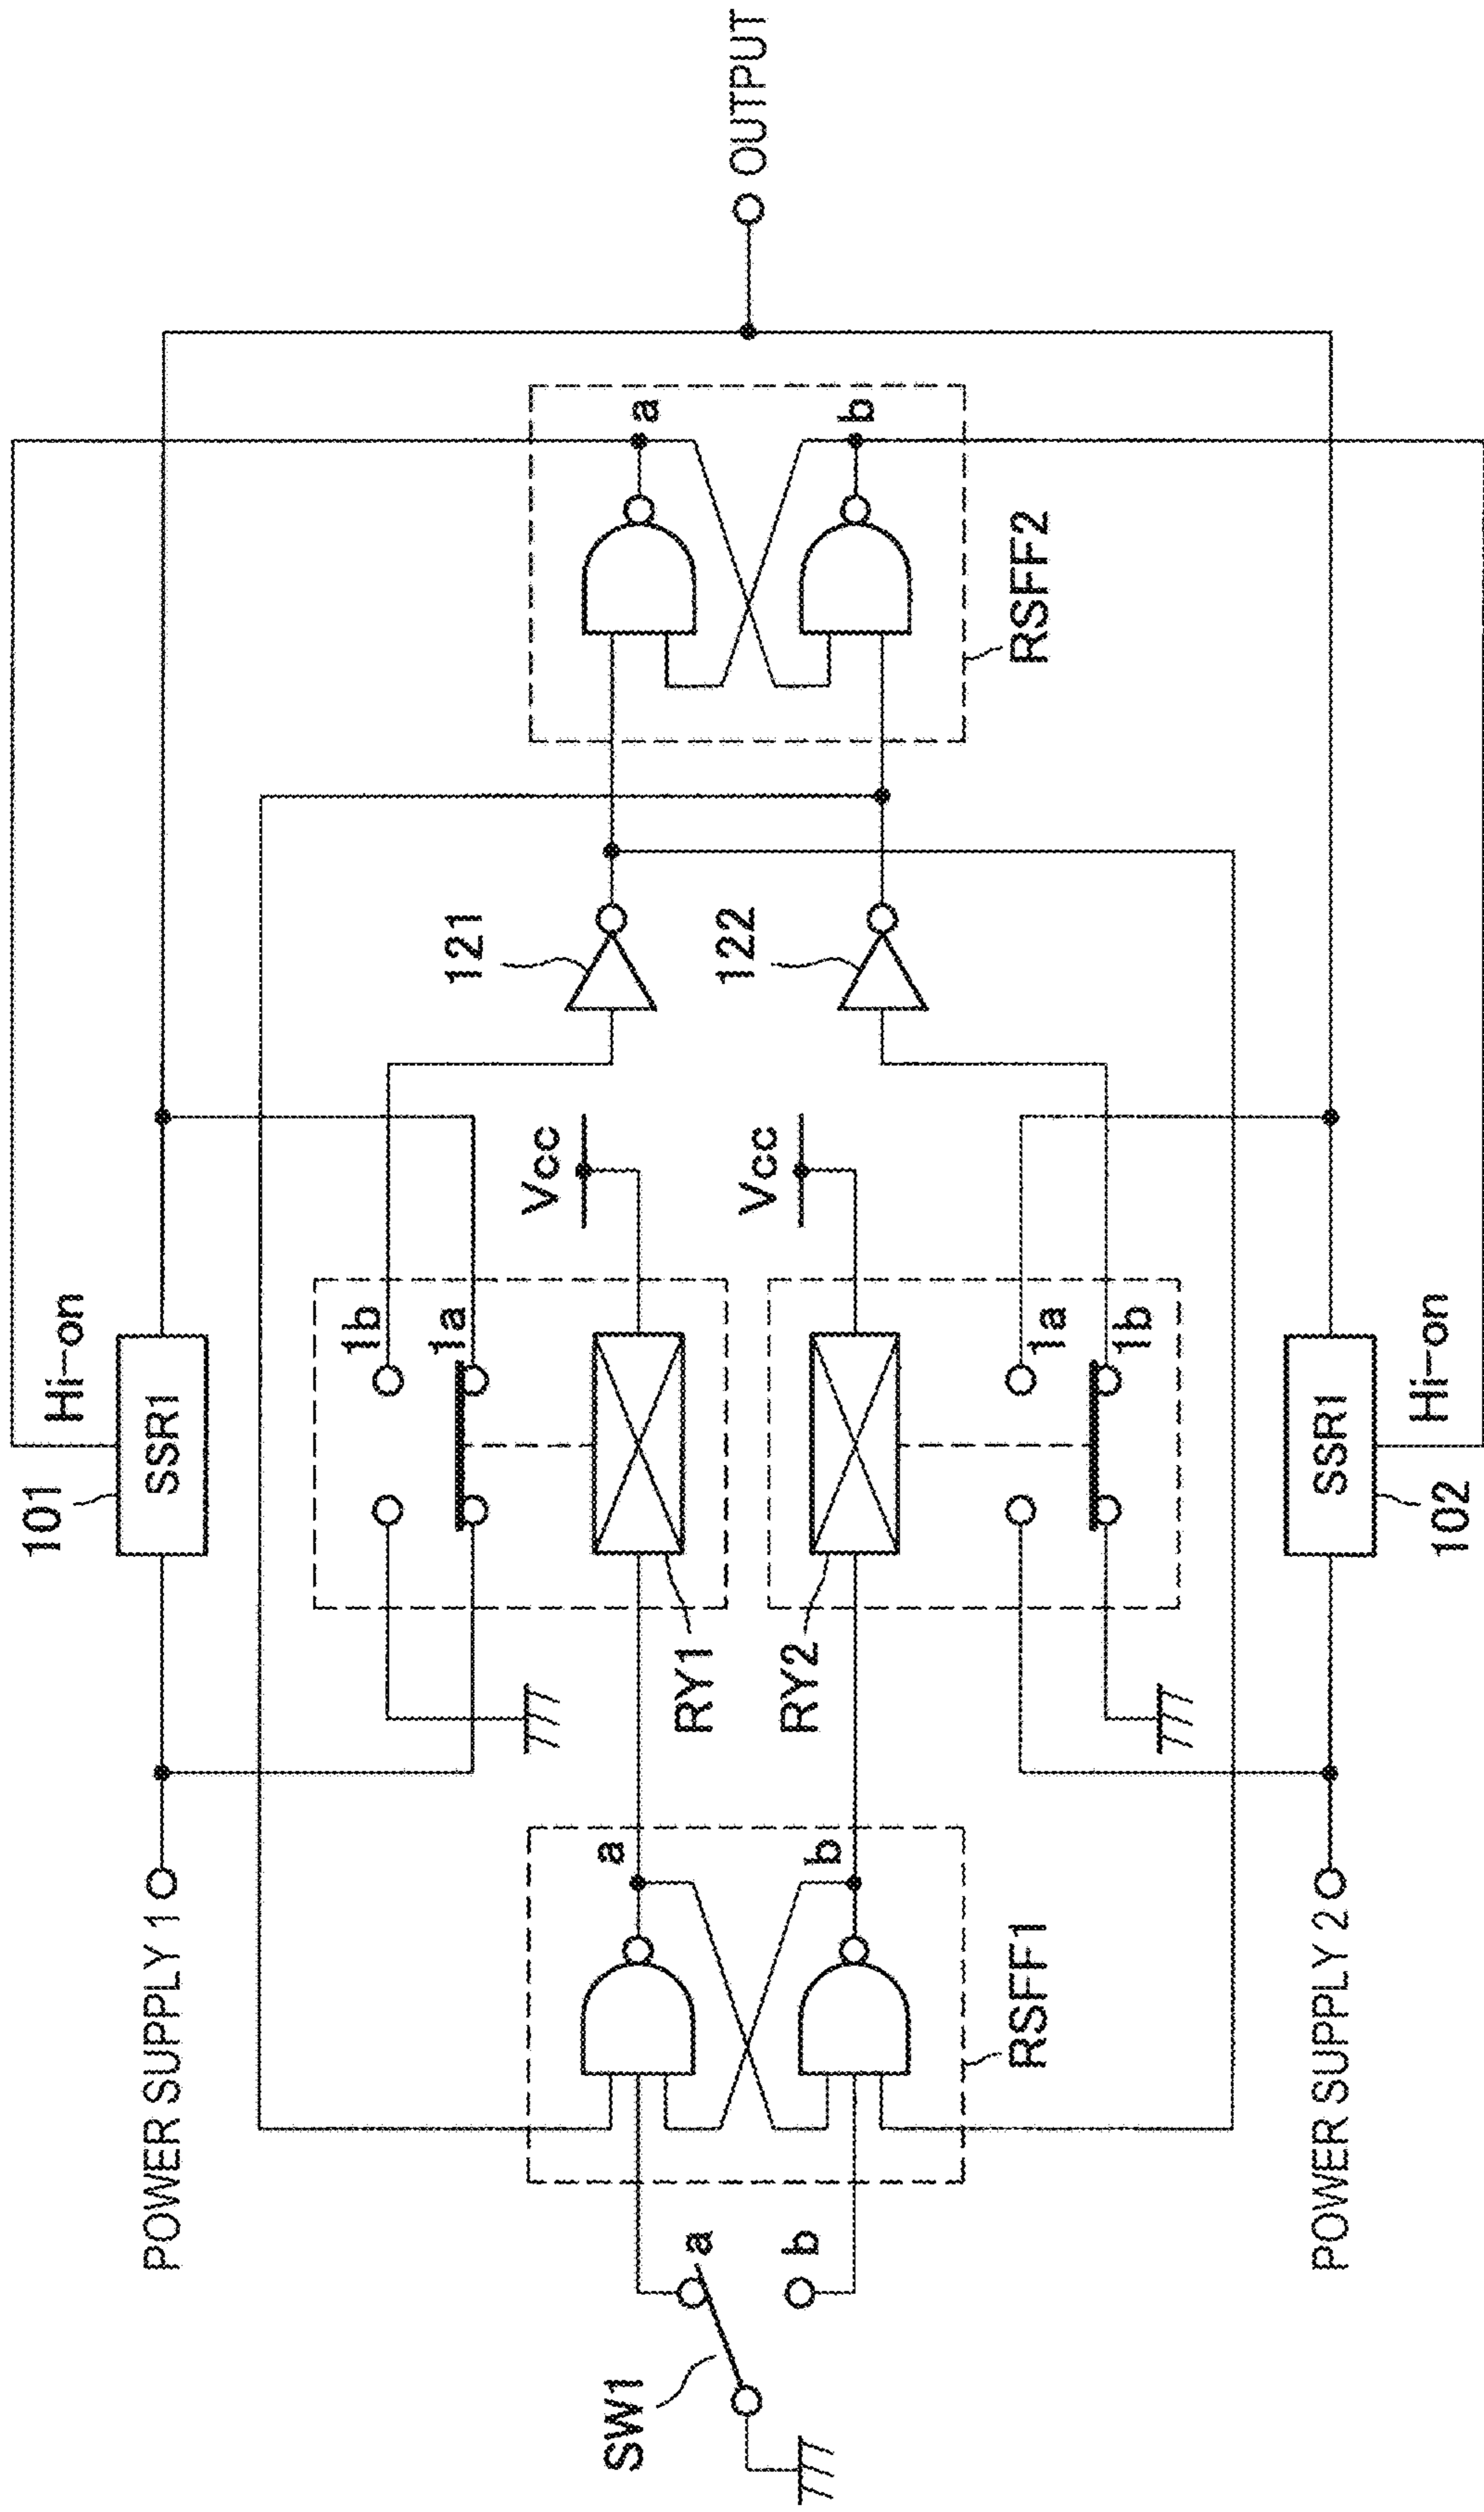 POWER SUPPLY 1
101
SSR1
Hi-on
SW1
a
b
RSFF1
a
b
RY1
RY2
1b
1a
1a
1b
Vcc
Vcc
121
122
RSFF2
a
b
OUTPUT
POWER SUPPLY 2
102
SSR1
Hi-on